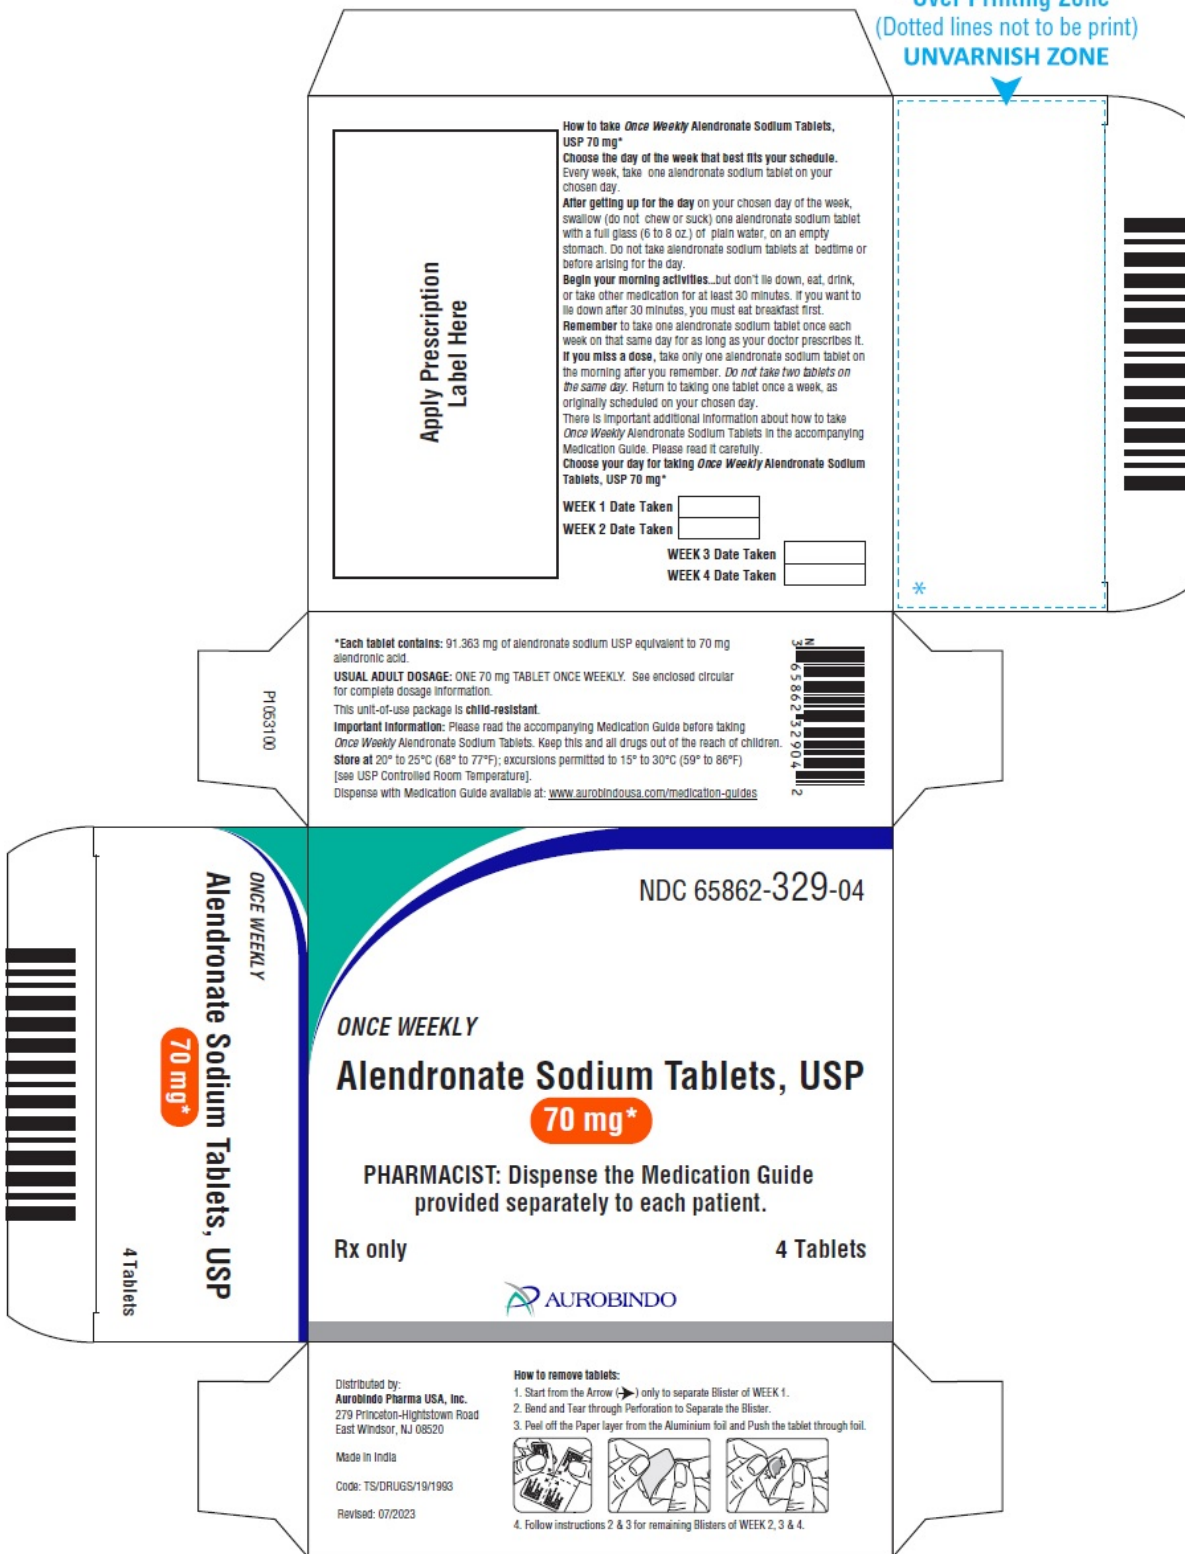 Over Printing Zone
(Dotted lines not to be print)
UNVARNISH ZONE
Apply Prescription
Label Here
How to take Once Weekly Alendronate Sodium Tablets,
USP 70 mg*
Choose the day of the week that best fits your schedule.
Every week, take one alendronate sodium tablet on your
chosen day.
After getting up for the day on your chosen day of the week,
swallow (do not chew or suck) one alendronate sodium tablet
with a full glass (6 to 8 oz.) of plain water, on an empty
stomach. Do not take alendronate sodium tablets at bedtime or
before arising for the day.
Begin your morning activities...but don't lie down, eat, drink,
or take other medication for at least 30 minutes. If you want to
lie down after 30 minutes, you must eat breakfast first.
Remember to take one alendronate sodium tablet once each
week on that same day for as long as your doctor prescribes it.
If you miss a dose, take only one alendronate sodium tablet on
the morning after you remember. Do not take two tablets on
the same day. Return to taking one tablet once a week, as
originally scheduled on your chosen day.
There is important additional information about how to take
Once Weekly Alendronate Sodium Tablets in the accompanying
Medication Guide. Please read it carefully.
Choose your day for taking Once Weekly Alendronate Sodium
Tablets, USP 70 mg*
WEEK 1 Date Taken
WEEK 2 Date Taken
WEEK 3 Date Taken
WEEK 4 Date Taken
*
P1053100
*Each tablet contains: 91.363 mg of alendronate sodium USP equivalent to 70 mg
alendronic acid.
USUAL ADULT DOSAGE: ONE 70 mg TABLET ONCE WEEKLY. See enclosed circular
for complete dosage information.
This unit-of-use package is child-resistant.
Important Information: Please read the accompanying Medication Guide before taking
Once Weekly Alendronate Sodium Tablets. Keep this and all drugs out of the reach of children.
Store at 20° to 25°C (68° to 77°F); excursions permitted to 15° to 30°C (59° to 86°F)
[see USP Controlled Room Temperature].
Dispense with Medication Guide available at: www.aurobindousa.com/medication-guides
N
3 65862 32904 2
ONCE WEEKLY
Alendronate Sodium Tablets, USP
70 mg*
4 Tablets
NDC 65862-329-04
ONCE WEEKLY
Alendronate Sodium Tablets, USP
70 mg*
PHARMACIST: Dispense the Medication Guide
provided separately to each patient.
Rx only
4 Tablets
AUROBINDO
Distributed by:
Aurobindo Pharma USA, Inc.
279 Princeton-Hightstown Road
East Windsor, NJ 08520
Made in India
Code: TS/DRUGS/19/1993
Revised: 07/2023
How to remove tablets:
1. Start from the Arrow (➤) only to separate Blister of WEEK 1.
2. Bend and Tear through Perforation to Separate the Blister.
3. Peel off the Paper layer from the Aluminium foil and Push the tablet through foil.
4. Follow instructions 2 & 3 for remaining Blisters of WEEK 2, 3 & 4.